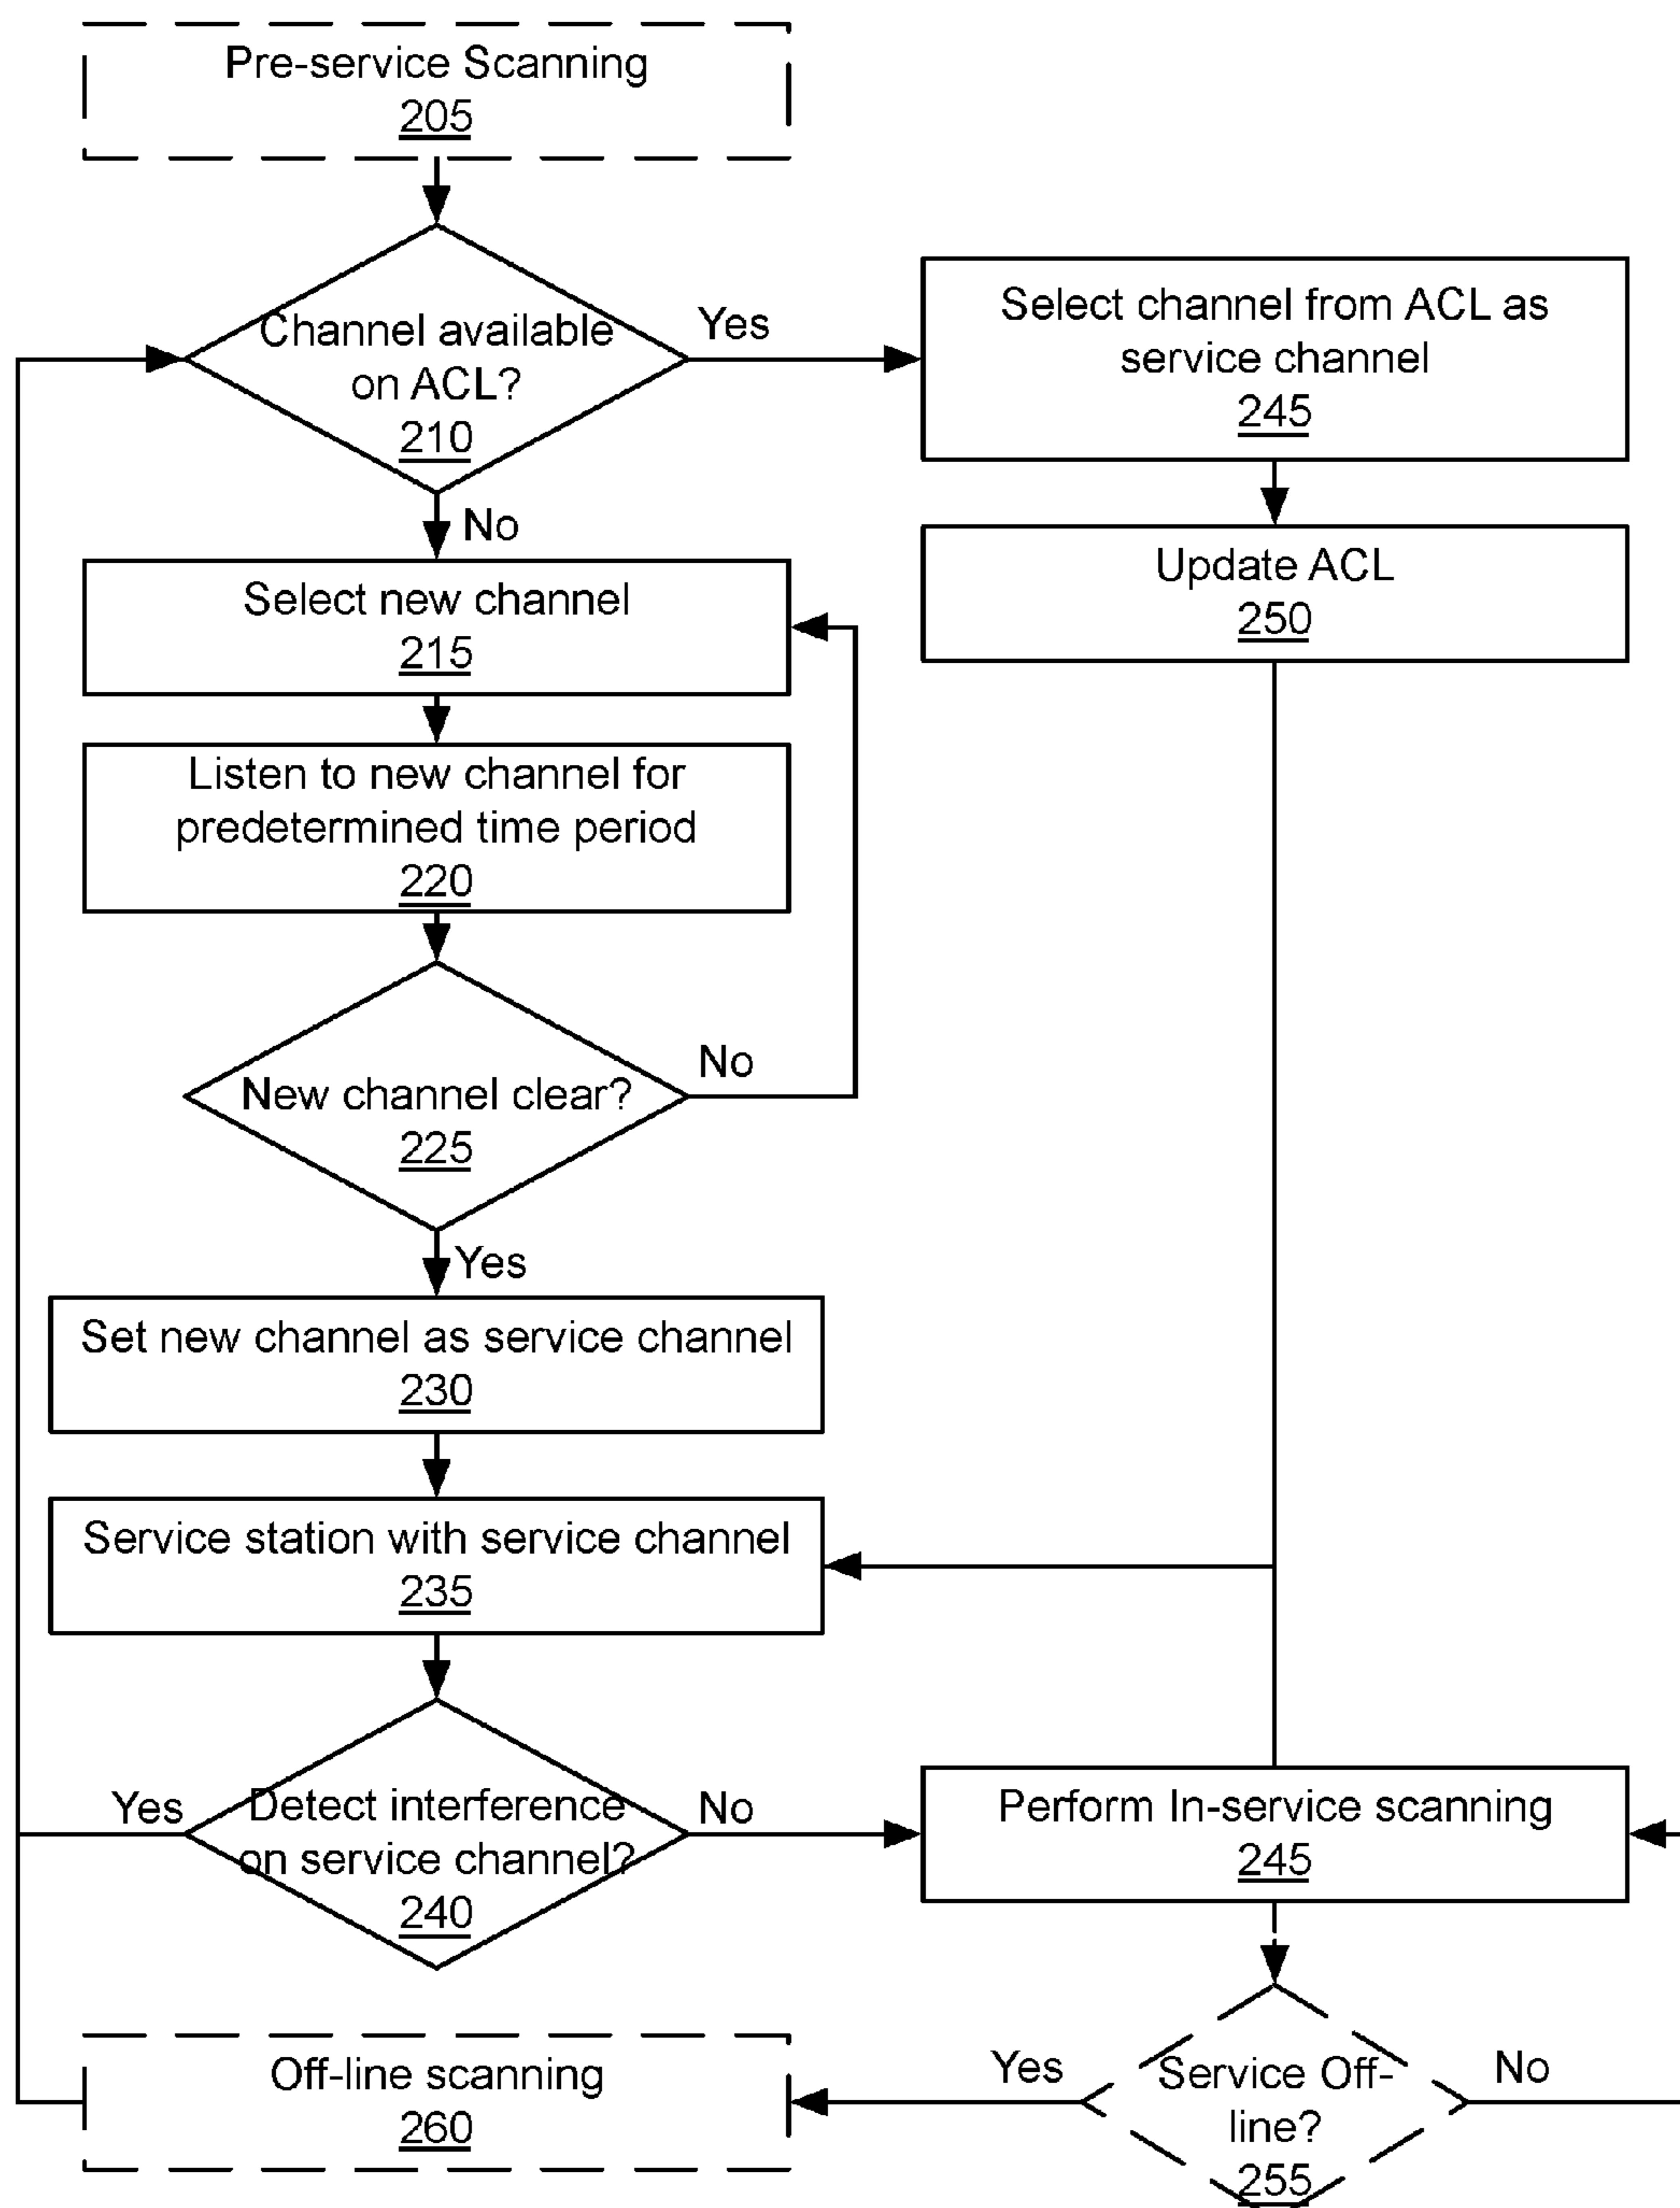 Pre-service Scanning
205
Channel available
on ACL?
210
Yes
No
Select channel from ACL as
service channel
245
Update ACL
250
Select new channel
215
Listen to new channel for
predetermined time period
220
New channel clear?
225
No
Yes
Set new channel as service channel
230
Service station with service channel
235
Detect interference
on service channel?
240
Yes
No
Perform In-service scanning
245
Service Off-
line?
255
Yes
No
Off-line scanning
260